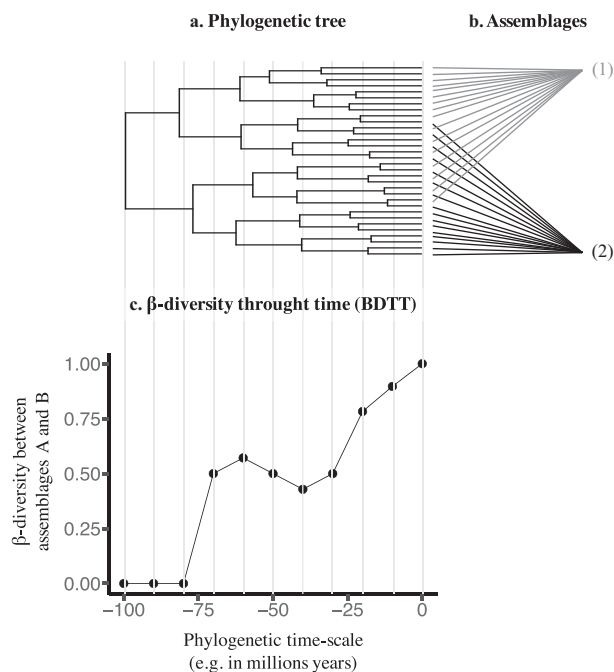 a. Phylogenetic tree
b. Assemblages
(1)
(2)
c. β-diversity throught time (BDTT)
β-diversity between
assemblages A and B
1.00
0.75
0.50
0.25
0.00
−100
−75
−50
−25
0
Phylogenetic time-scale
(e.g. in millions years)